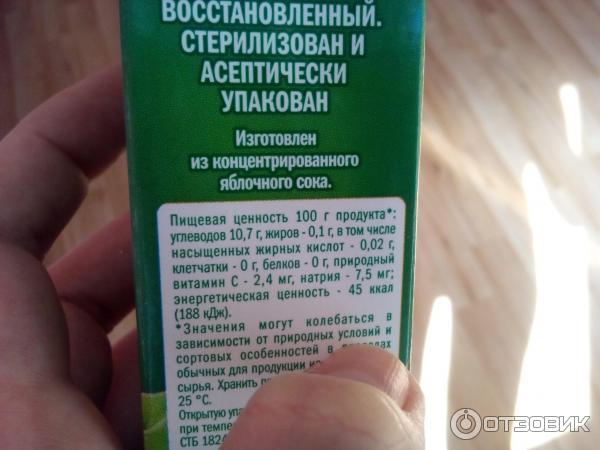 ВОССТАНОВЛЕННЫЙ.
СТЕРИЛИЗОВАН И
АСЕПТИЧЕСКИ
УПАКОВАН
Изготовлен
из концентрированного
яблочного сока.
Пищевая ценность 100 г продукта*:
углеводов 10,7 г, жиров - 0,1 г, в том числе
насыщенных жирных кислот - 0,02 г,
клетчатки - 0 г, белков - 0 г, природный
витамин С - 2,4 мг, натрия - 7,5 мг;
энергетическая ценность - 45 ккал
(188 кДж).
*Значения могут колебаться в
зависимости от природных условий и
сортовых особенностей в
обычных для продукции
сырья. Хранить
25 °С.
Открытую
при
СТБ
ОТЗОВИК